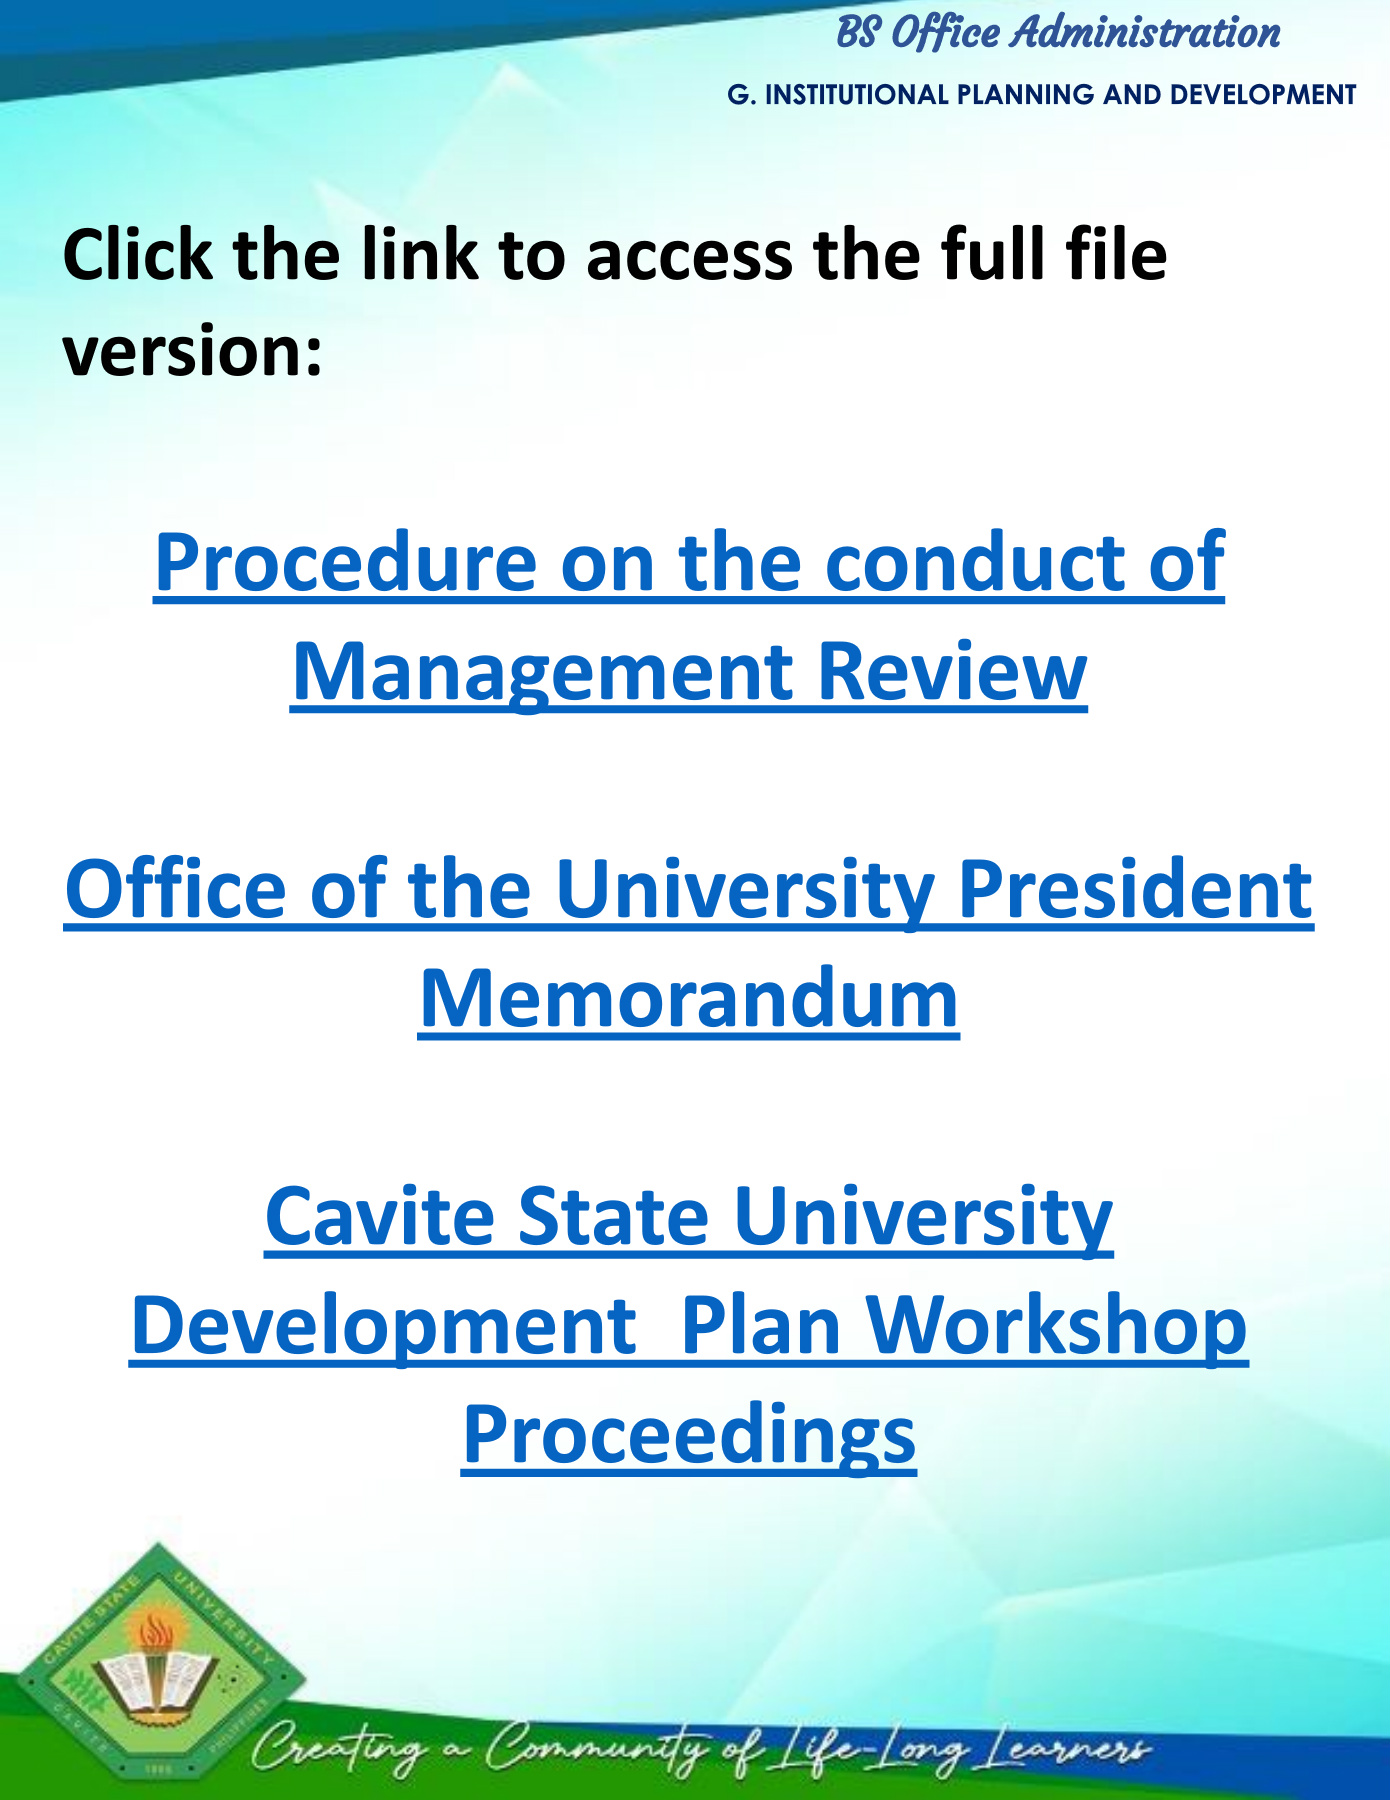 BS Office Administration
G. INSTITUTIONAL PLANNING AND DEVELOPMENT
Click the link to access the full file
version:
Procedure on the conduct of
Management Review
Office of the University President
Memorandum
Cavite State University
Development  Plan Workshop
Proceedings
CAVITE STATE UNIVERSITY
CAVITE
PHILIPPINES
Creating a Community of Life-Long Learners